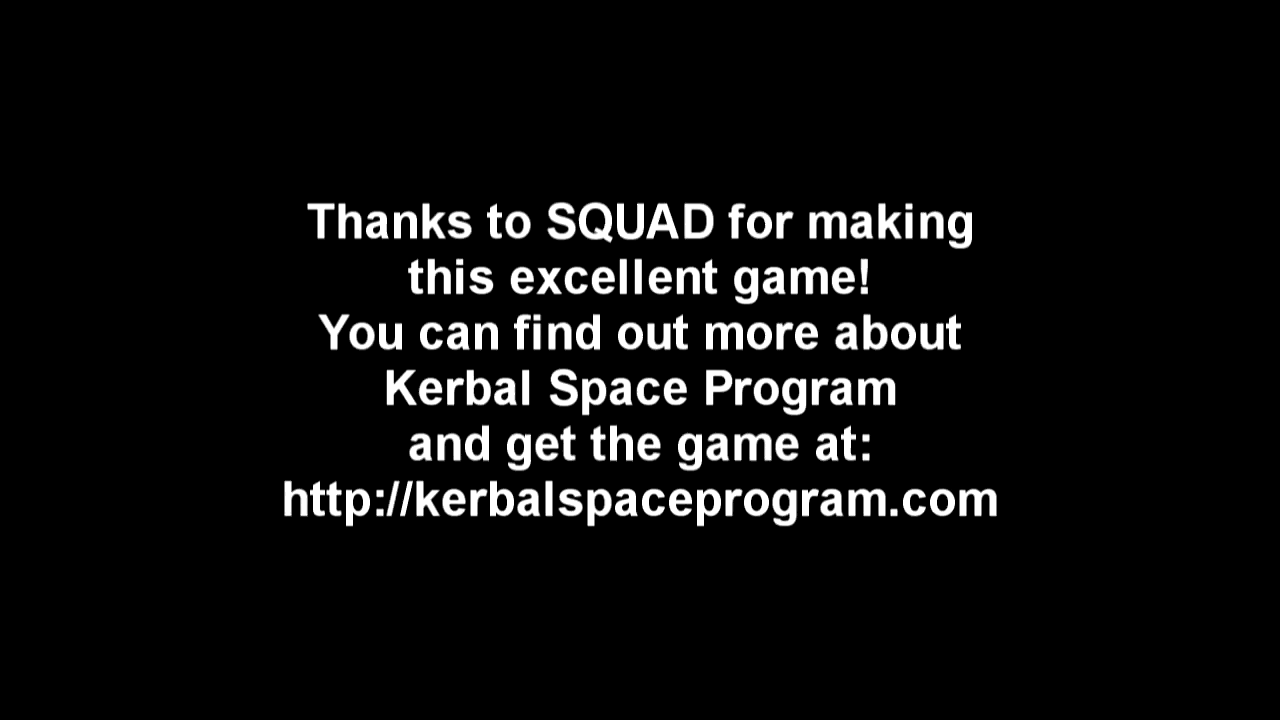 Thanks to SQUAD for making
this excellent game!
You can find out more about
Kerbal Space Program
and get the game at:
http://kerbalspaceprogram.com